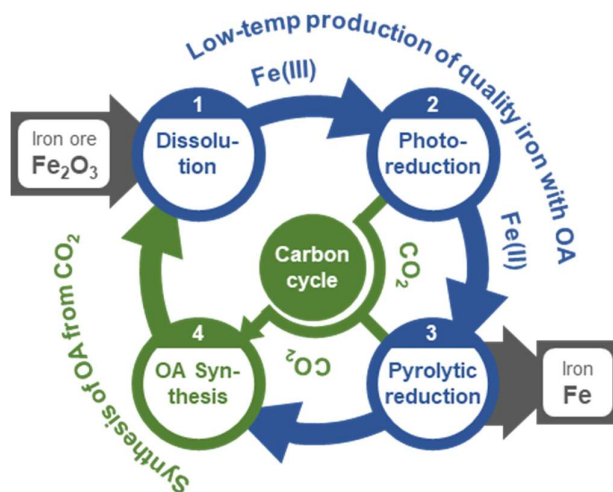 Low-temp production of quality iron with OA
Fe(III)
1
Dissolu-
tion
2
Photo-
reduction
Iron ore
Fe₂O₃
Fe(II)
CO₂
Carbon
cycle
CO₂
3
Pyrolytic
reduction
4
OA Syn-
thesis
Iron
Fe
Synthesis of OA from CO₂